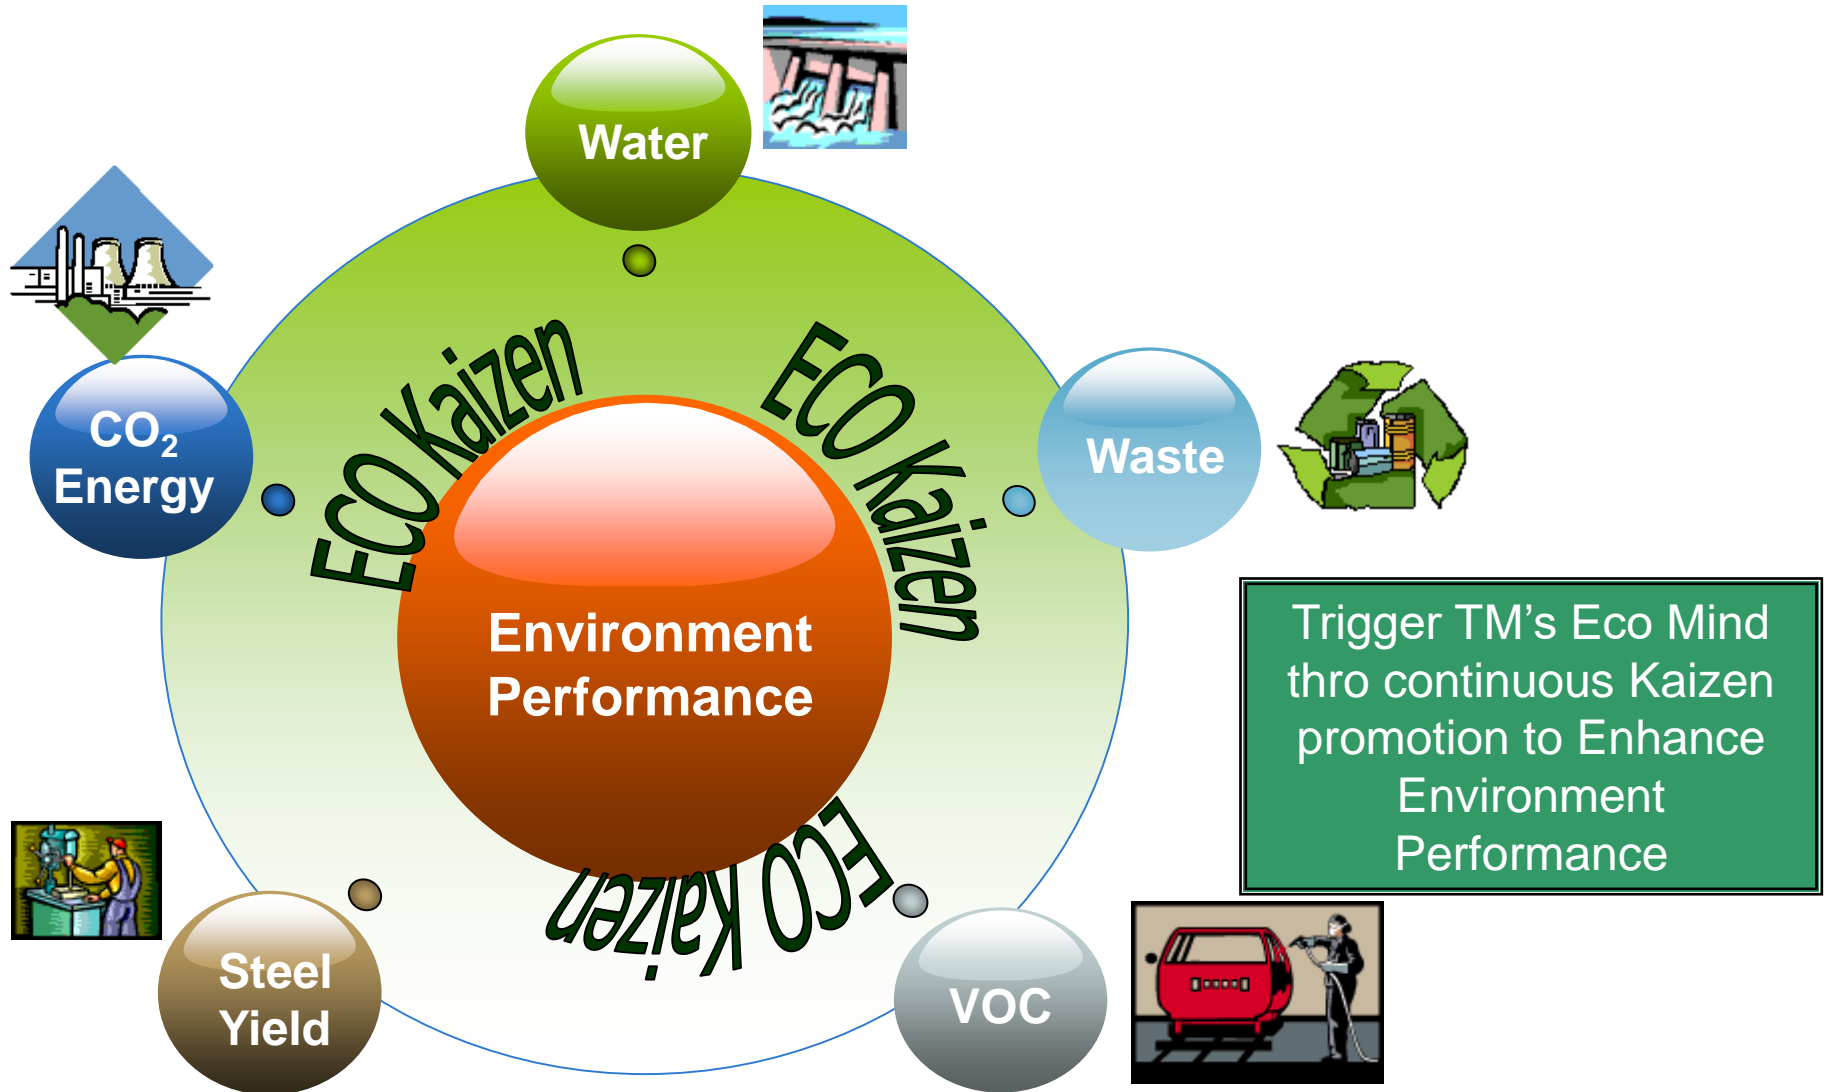 Water
CO₂
Energy
ECO Kaizen
ECO Kaizen
Waste
Environment
Performance
Trigger TM’s Eco Mind
thro continuous Kaizen
promotion to Enhance
Environment
Performance
ECO Kaizen
Steel
Yield
VOC